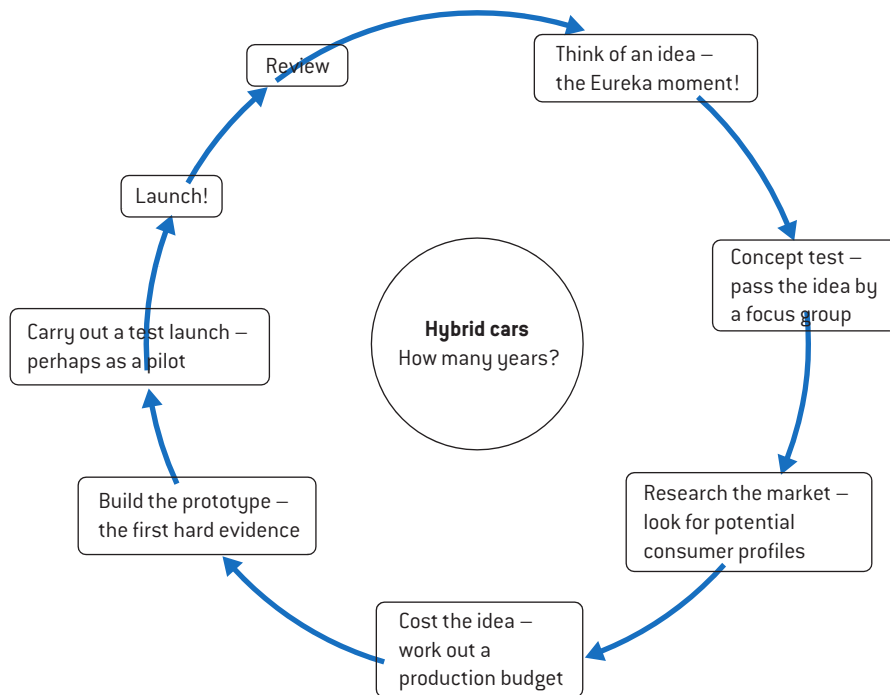 Review
Think of an idea –
the Eureka moment!
Launch!
Concept test –
pass the idea by
a focus group
Hybrid cars
How many years?
Carry out a test launch –
perhaps as a pilot
Build the prototype –
the first hard evidence
Research the market –
look for potential
consumer profiles
Cost the idea –
work out a
production budget